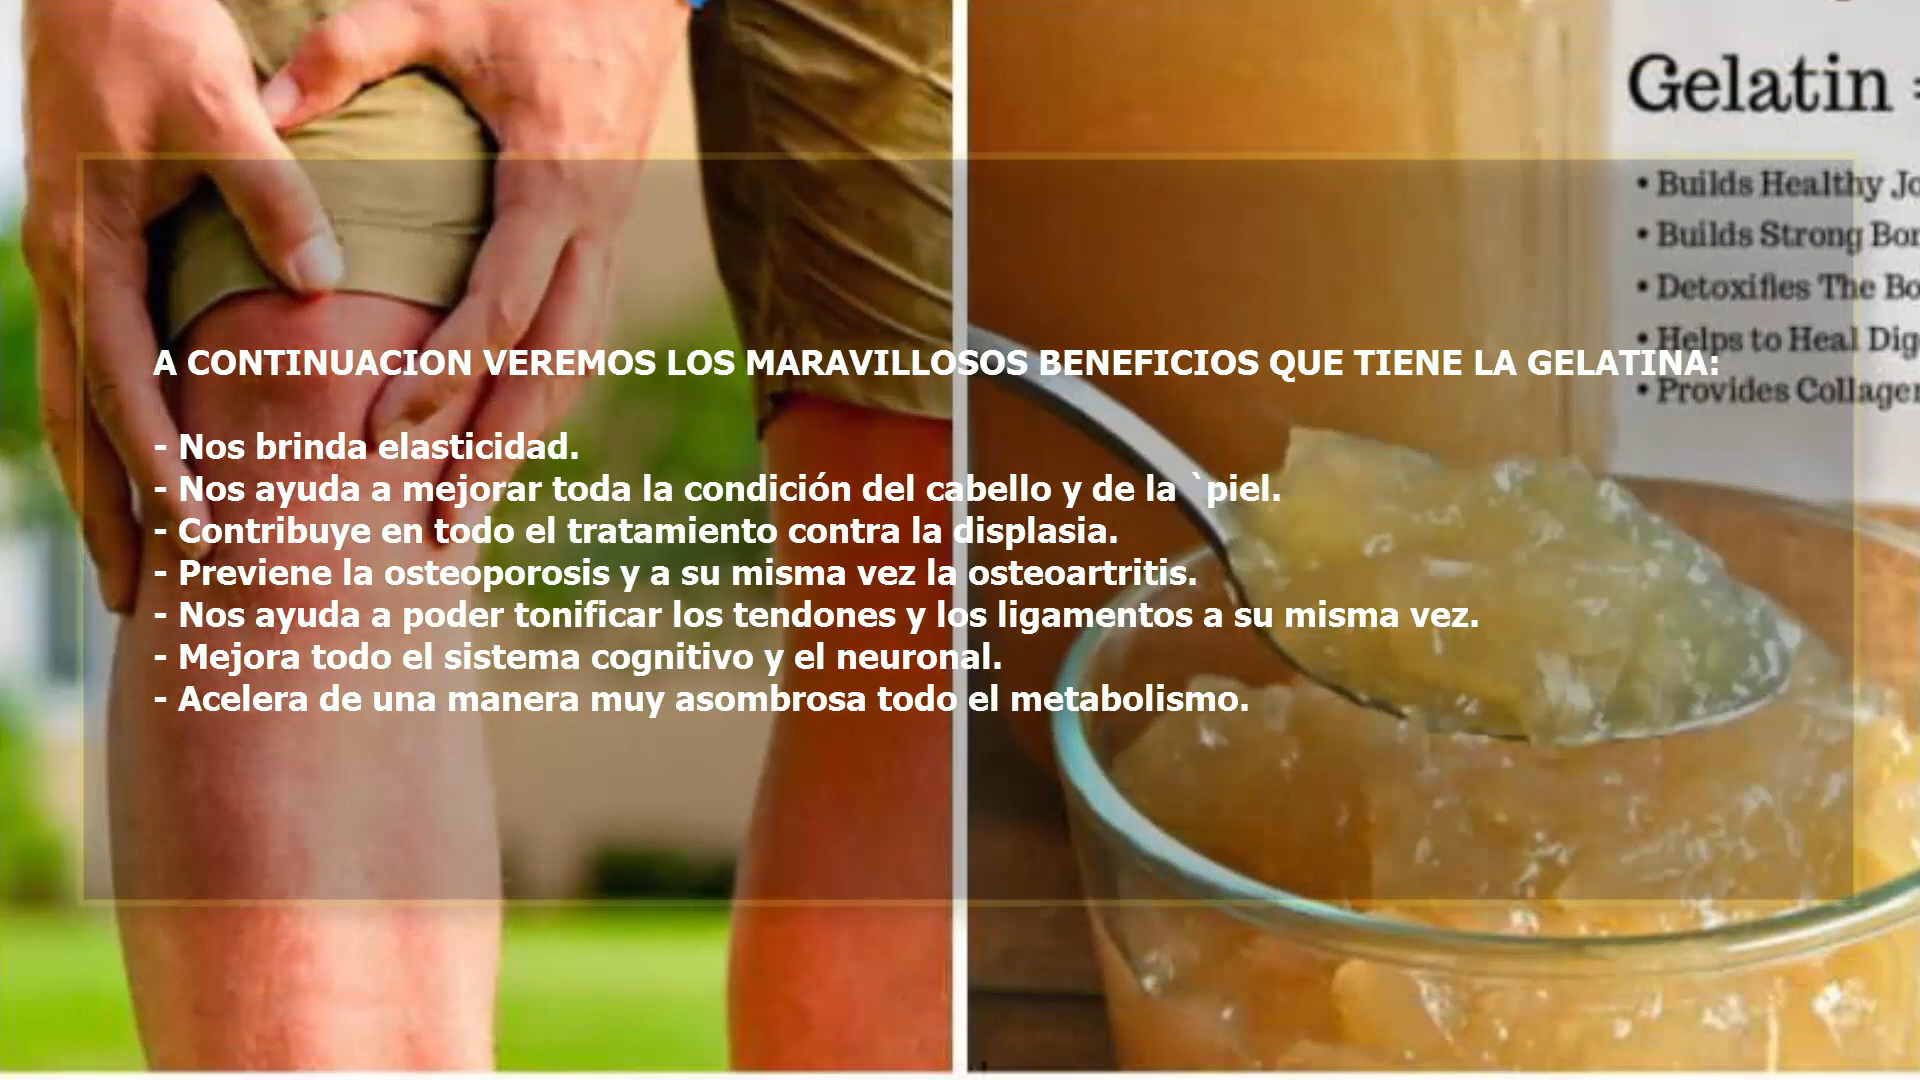 Gelatin
• Builds Healthy
• Builds Strong
• Detoxifies The
• Helps to Heal
• Provides
A CONTINUACION VEREMOS LOS MARAVILLOSOS BENEFICIOS QUE TIENE LA GELATINA:
- Nos brinda elasticidad.
- Nos ayuda a mejorar toda la condición del cabello y de la `piel.
- Contribuye en todo el tratamiento contra la displasia.
- Previene la osteoporosis y a su misma vez la osteoartritis.
- Nos ayuda a poder tonificar los tendones y los ligamentos a su misma vez.
- Mejora todo el sistema cognitivo y el neuronal.
- Acelera de una manera muy asombrosa todo el metabolismo.